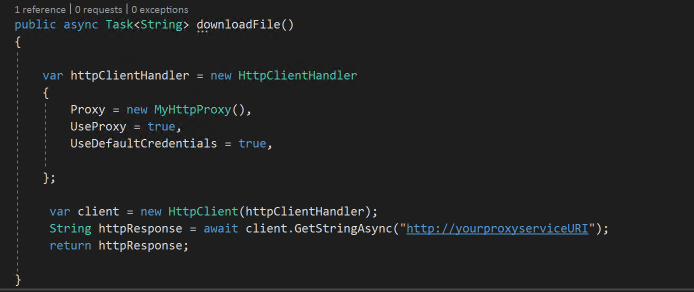 1 reference | 0 requests | 0 exceptions
public async Task<String> downloadFile()
{
var httpClientHandler = new HttpClientHandler
{
Proxy = new MyHttpProxy(),
UseProxy = true,
UseDefaultCredentials = true,
};
var client = new HttpClient(httpClientHandler);
String httpResponse = await client.GetStringAsync("http://yourproxyserviceURI");
return httpResponse;
}